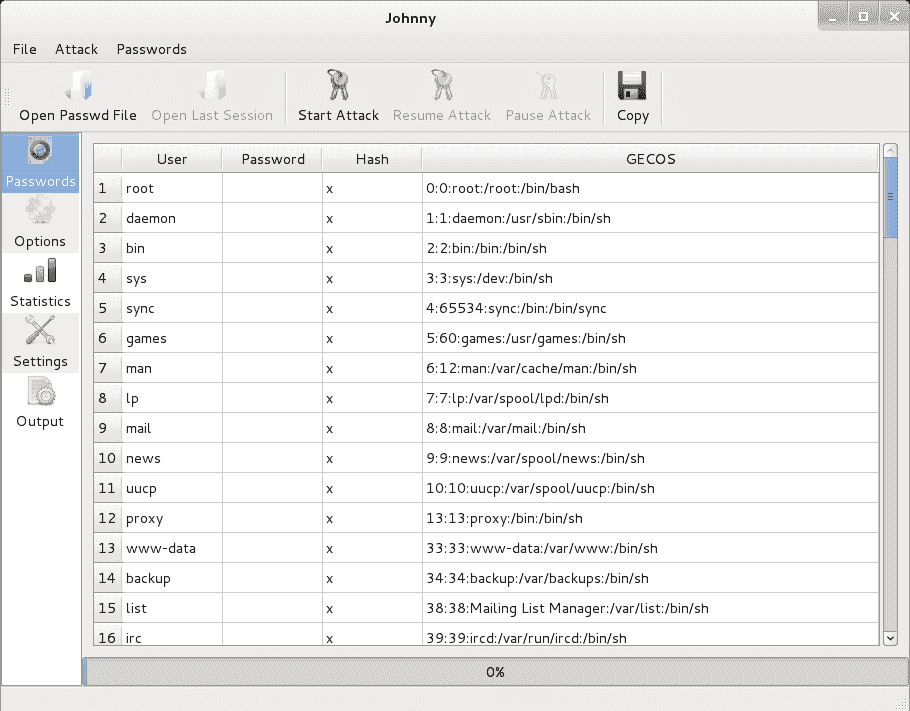 Johnny
File Attack Passwords
Open Passwd File Open Last Session Start Attack Resume Attack Pause Attack Copy
Passwords
Options
Statistics
Settings
Output
User Password Hash GECOS
1 root x 0:0:root:/root:/bin/bash
2 daemon x 1:1:daemon:/usr/sbin:/bin/sh
3 bin x 2:2:bin:/bin:/bin/sh
4 sys x 3:3:sys:/dev:/bin/sh
5 sync x 4:65534:sync:/bin:/bin/sync
6 games x 5:60:games:/usr/games:/bin/sh
7 man x 6:12:man:/var/cache/man:/bin/sh
8 lp x 7:7:lp:/var/spool/lpd:/bin/sh
9 mail x 8:8:mail:/var/mail:/bin/sh
10 news x 9:9:news:/var/spool/news:/bin/sh
11 uucp x 10:10:uucp:/var/spool/uucp:/bin/sh
12 proxy x 13:13:proxy:/bin:/bin/sh
13 www-data x 33:33:www-data:/var/www:/bin/sh
14 backup x 34:34:backup:/var/backups:/bin/sh
15 list x 38:38:Mailing List Manager:/var/list:/bin/sh
16 irc x 39:39:ircd:/var/run/ircd:/bin/sh
0%